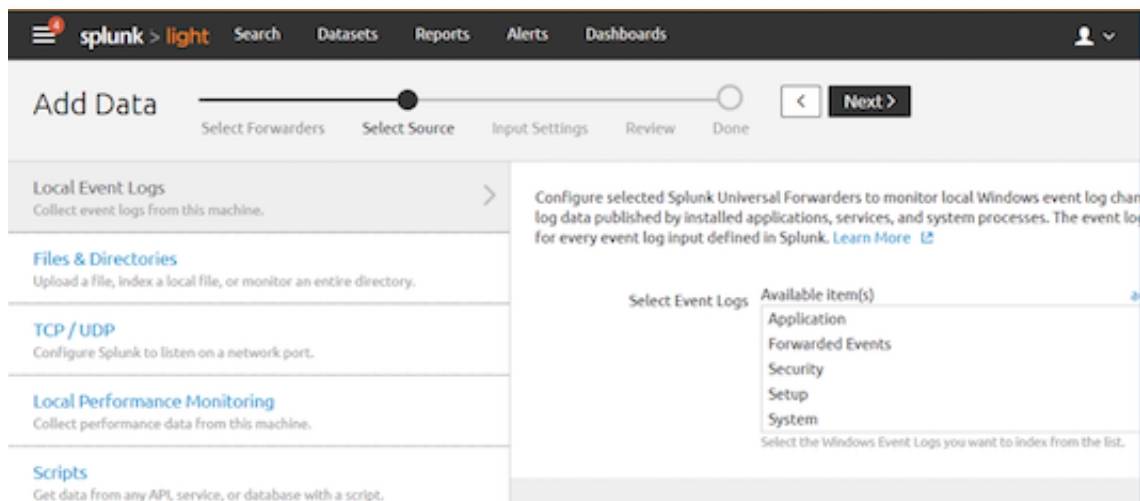 4
splunk > light Search Datasets Reports Alerts Dashboards
Add Data
Select Forwarders Select Source Input Settings Review Done
< Next >
Local Event Logs
Collect event logs from this machine.
Files & Directories
Upload a file, index a local file, or monitor an entire directory.
TCP / UDP
Configure Splunk to listen on a network port.
Local Performance Monitoring
Collect performance data from this machine.
Scripts
Get data from any API, service, or database with a script.
Configure selected Splunk Universal Forwarders to monitor local Windows event log
log data published by installed applications, services, and system processes. The event
for every event log input defined in Splunk. Learn More
Select Event Logs Available item(s)
Application
Forwarded Events
Security
Setup
System
Select the Windows Event Logs you want to index from the list.